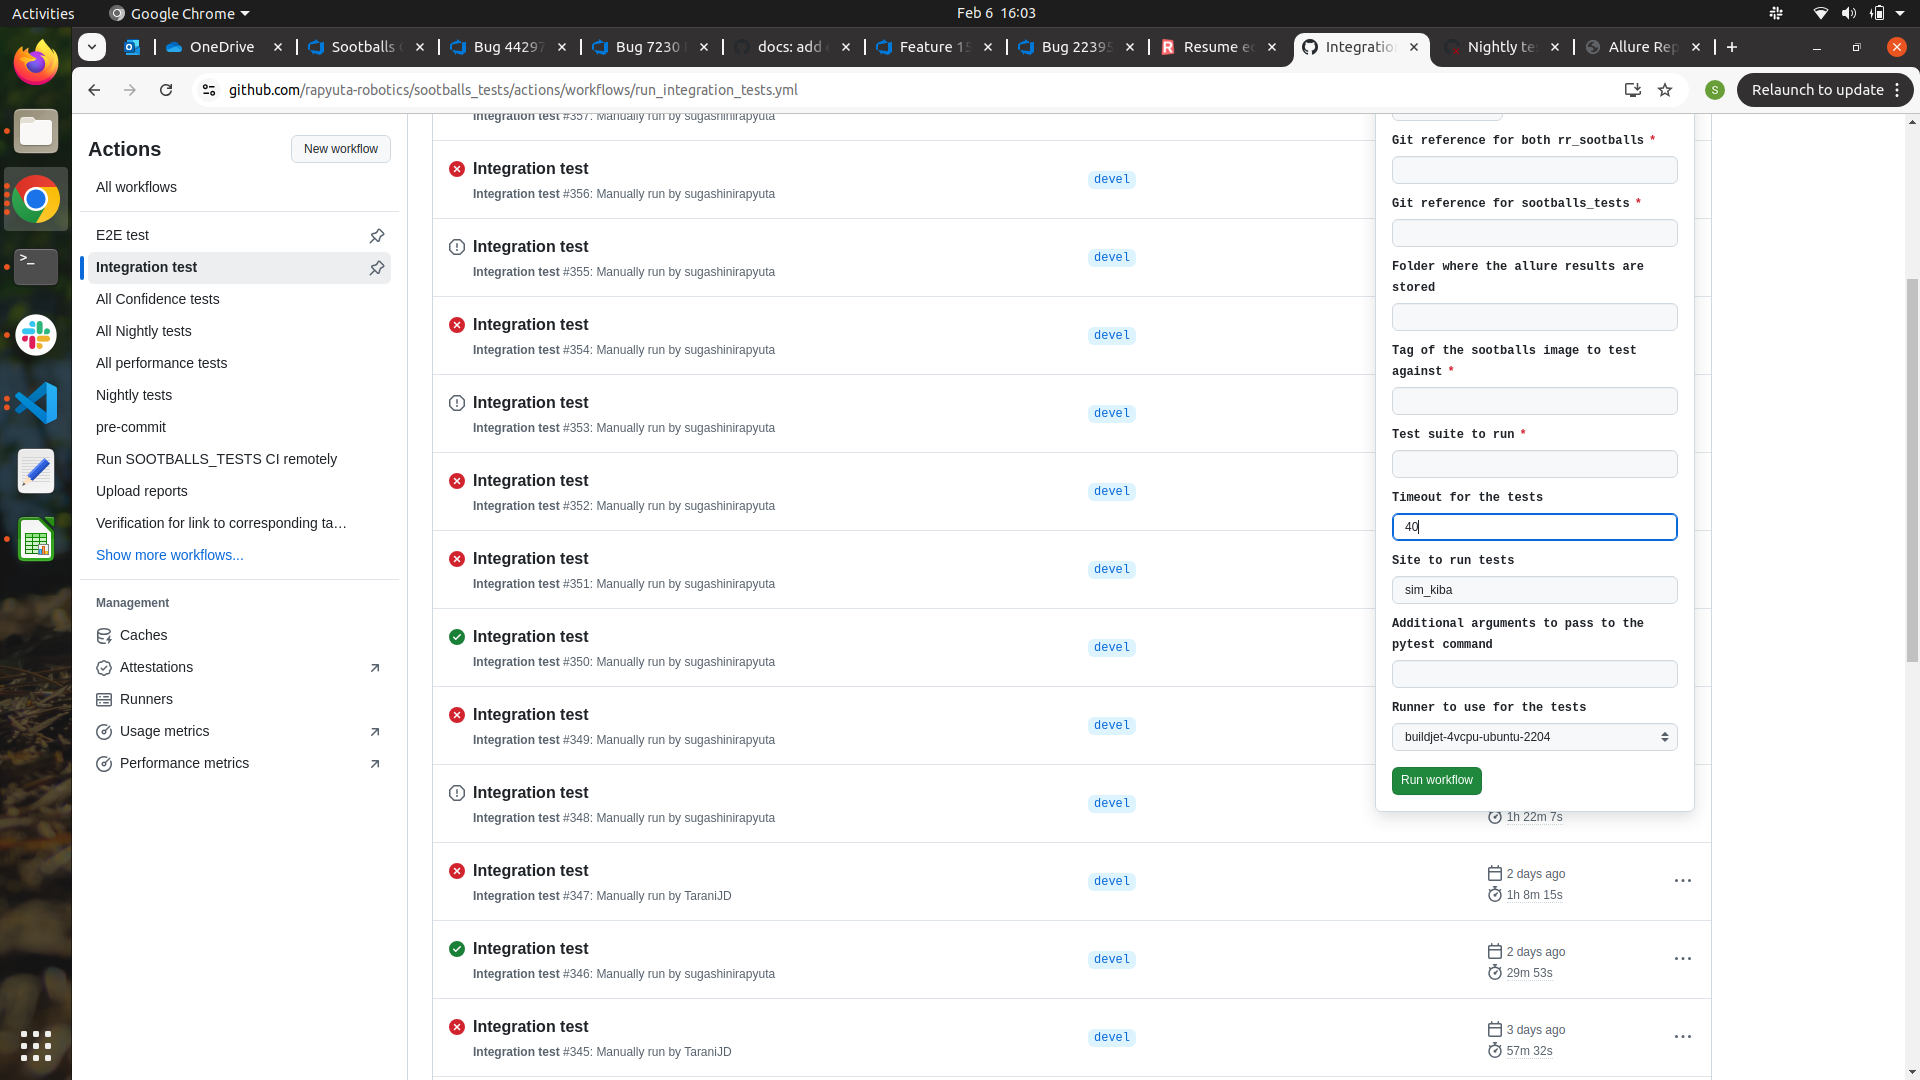 Activities
Google Chrome
Feb 6 16:03
OneDrive
Sootballs
Bug 44297
Bug 7230
docs: add
Feature 15
Bug 22395
Resume
Integration
Nightly te
Allure Rep
github.com/rapyuta-robotics/sootballs_tests/actions/workflows/run_integration_tests.yml
S
Relaunch to update
Actions
New workflow
All workflows
E2E test
Integration test
All Confidence tests
All Nightly tests
All performance tests
Nightly tests
pre-commit
Run SOOTBALLS_TESTS CI remotely
Upload reports
Verification for link to corresponding ta…
Show more workflows...
Management
Caches
Attestations
Runners
Usage metrics
Performance metrics
Integration test #357: Manually run by sugashinirapyuta
Integration test
Integration test #356: Manually run by sugashinirapyuta
devel
Integration test
Integration test #355: Manually run by sugashinirapyuta
devel
Integration test
Integration test #354: Manually run by sugashinirapyuta
devel
Integration test
Integration test #353: Manually run by sugashinirapyuta
devel
Integration test
Integration test #352: Manually run by sugashinirapyuta
devel
Integration test
Integration test #351: Manually run by sugashinirapyuta
devel
Integration test
Integration test #350: Manually run by sugashinirapyuta
devel
Integration test
Integration test #349: Manually run by sugashinirapyuta
devel
Integration test
Integration test #348: Manually run by sugashinirapyuta
devel
1h 22m 7s
Integration test
Integration test #347: Manually run by TaraniJD
devel
2 days ago
1h 8m 15s
Integration test
Integration test #346: Manually run by sugashinirapyuta
devel
2 days ago
29m 53s
Integration test
Integration test #345: Manually run by TaraniJD
devel
3 days ago
57m 32s
Git reference for both rr_sootballs *
Git reference for sootballs_tests *
Folder where the allure results are
stored
Tag of the sootballs image to test
against *
Test suite to run *
Timeout for the tests
40
Site to run tests
sim_kiba
Additional arguments to pass to the
pytest command
Runner to use for the tests
buildjet-4vcpu-ubuntu-2204
Run workflow